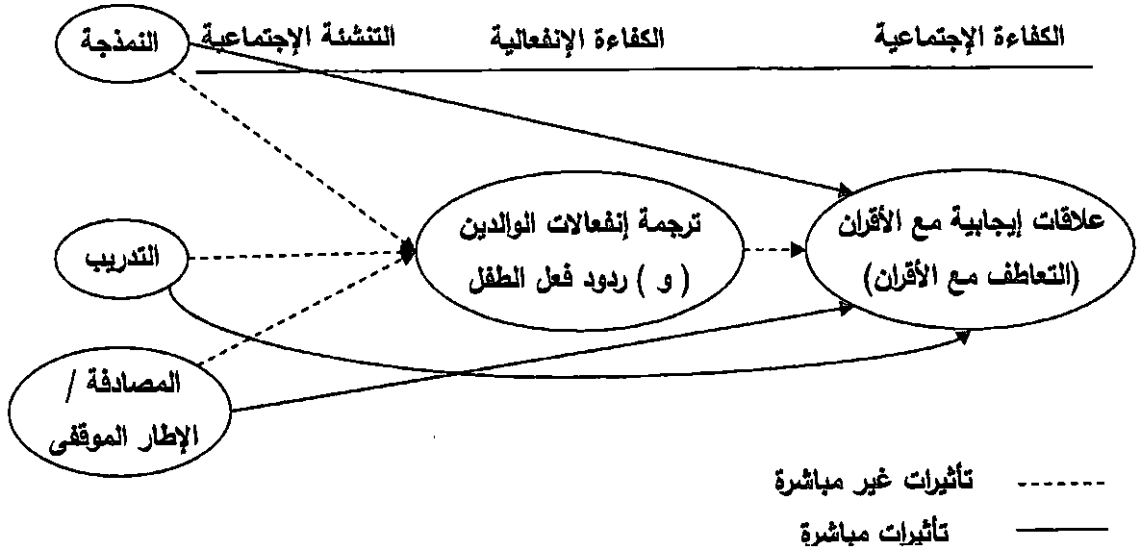 الكفاءة الإجتماعية
الكفاءة الإنفعالية
التنشئة الإجتماعية
النمذجة
علاقات إيجابية مع الأقران
(التعاطف مع الأقران)
ترجمة إنفعالات الوالدين
( و ) ردود فعل الطفل
التدريب
المصادفة /
الإطار الموقفى
تأثيرات غير مباشرة
تأثيرات مباشرة